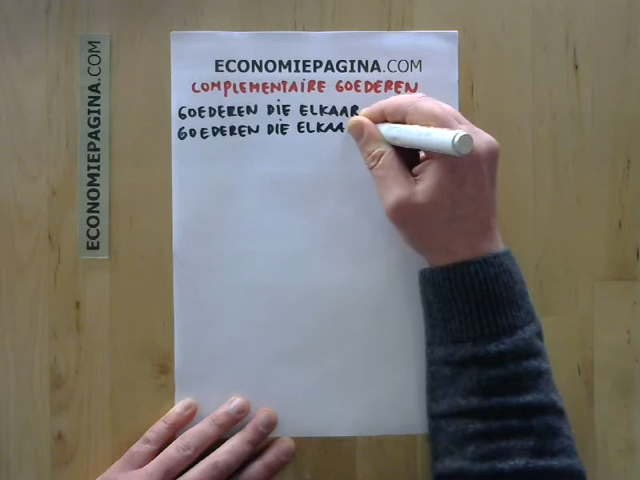 ECONOMIEPAGINA.COM
ECONOMIEPAGINA.COM
COMPLEMENTAIRE GOEDEREN
GOEDEREN DIE ELKAAR
GOEDEREN DIE ELKAA